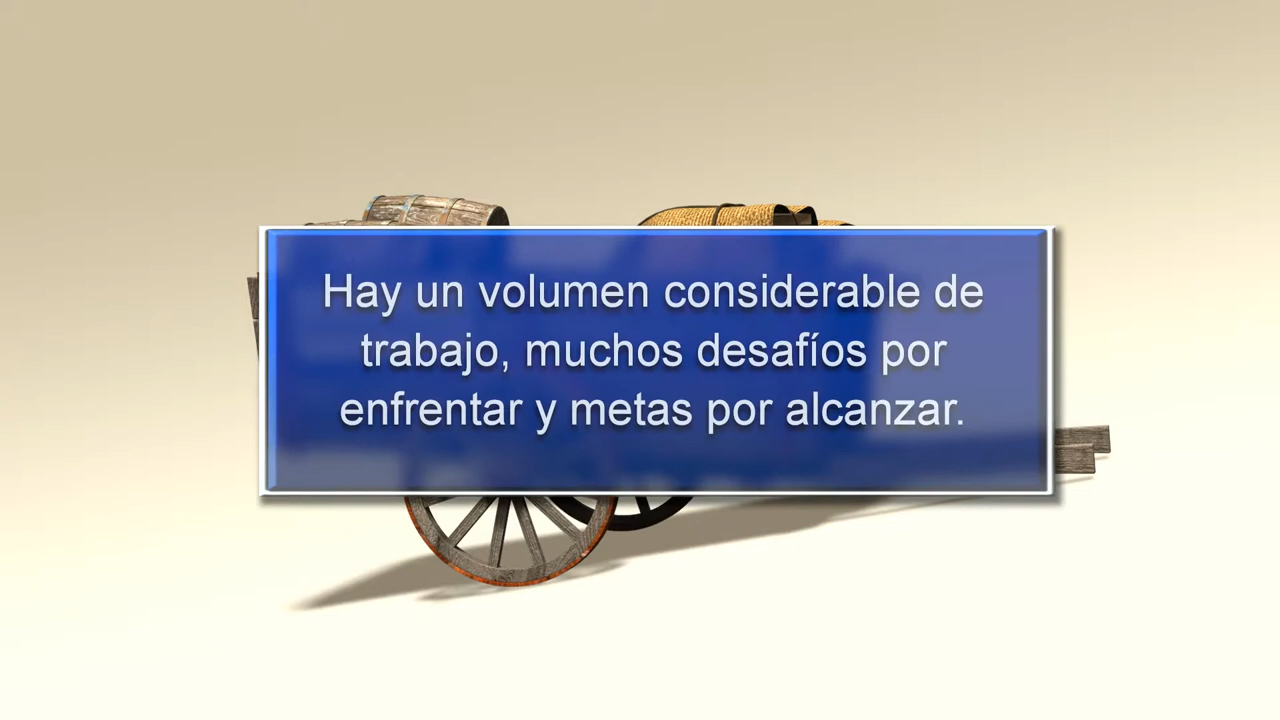 Hay un volumen considerable de
trabajo, muchos desafíos por
enfrentar y metas por alcanzar.